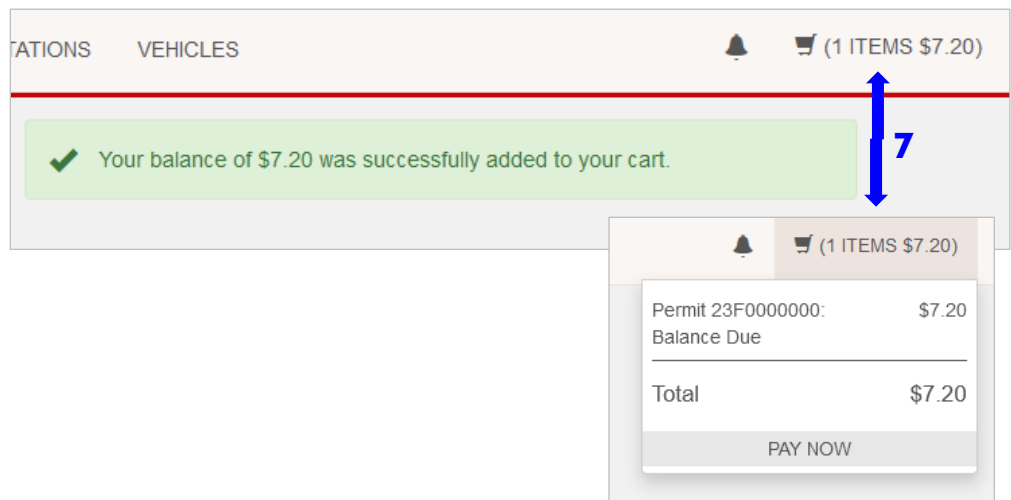 TATIONS VEHICLES (1 ITEMS $7.20)
Your balance of $7.20 was successfully added to your cart.
7
(1 ITEMS $7.20)
Permit 23F0000000: $7.20
Balance Due
Total $7.20
PAY NOW